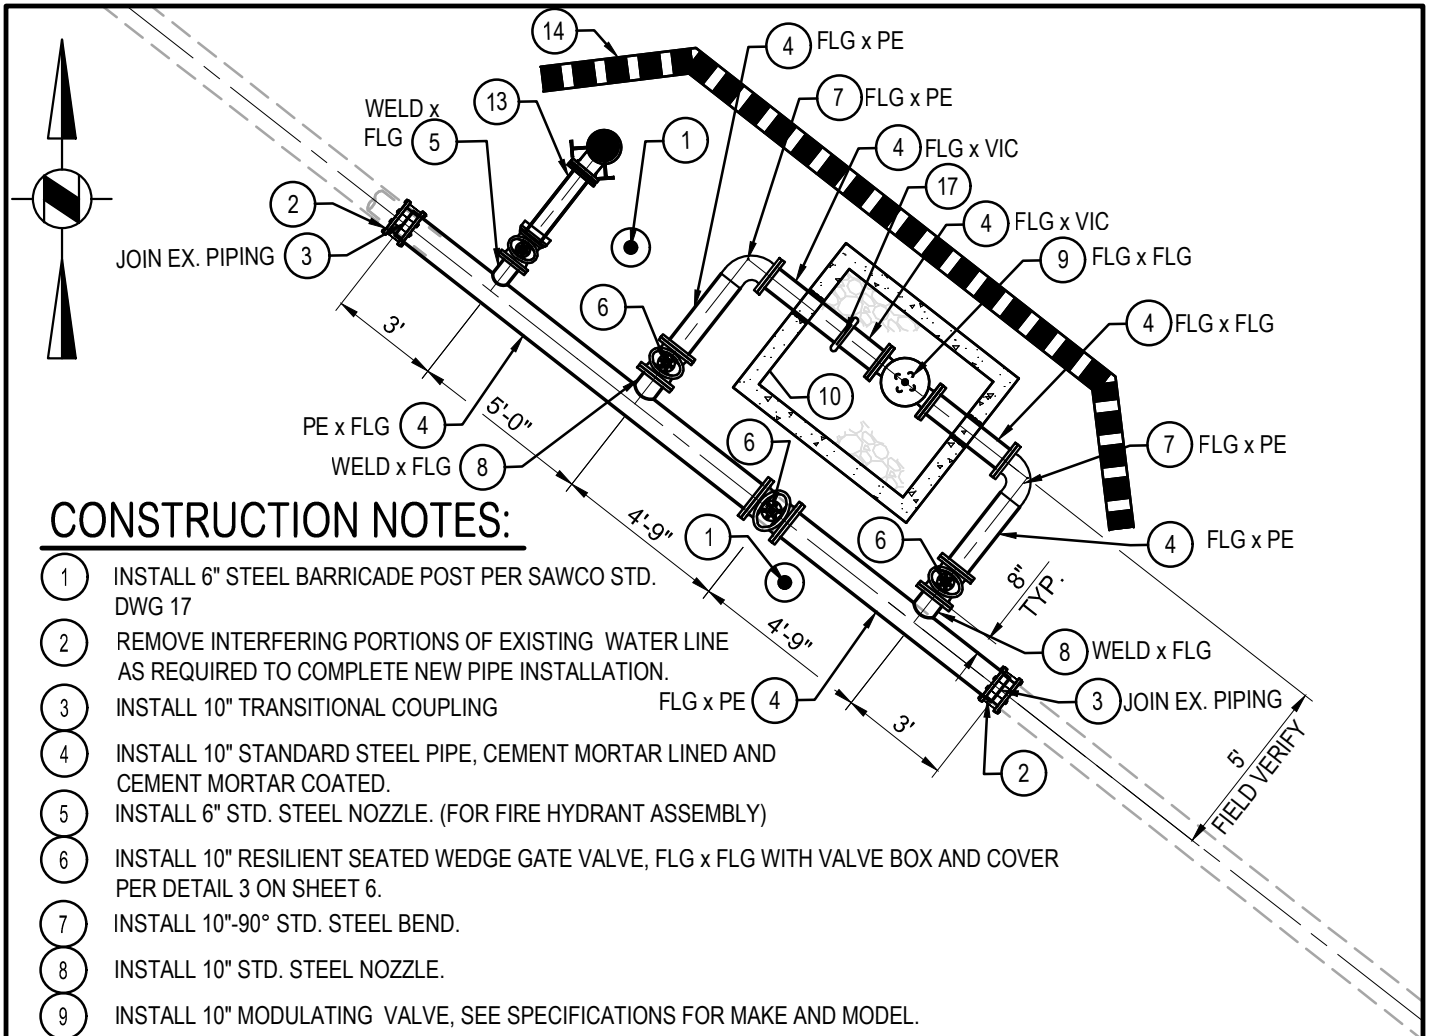 14
4 FLG x PE
13
WELD x
FLG 5
7 FLG x PE
1
4 FLG x VIC
17
2
4 FLG x VIC
JOIN EX. PIPING 3
9 FLG x FLG
6
3'
4 FLG x FLG
10
5'-0"
PE x FLG 4
6
7 FLG x PE
WELD x FLG 8
4'-9"
1
6
4 FLG x PE
8"
TYP.
4'-9"
8 WELD x FLG
FLG x PE 4
3 JOIN EX. PIPING
3'
2
5'
FIELD VERIFY
CONSTRUCTION NOTES:
1 INSTALL 6" STEEL BARRICADE POST PER SAWCO STD.
DWG 17
2 REMOVE INTERFERING PORTIONS OF EXISTING WATER LINE
AS REQUIRED TO COMPLETE NEW PIPE INSTALLATION.
3 INSTALL 10" TRANSITIONAL COUPLING
4 INSTALL 10" STANDARD STEEL PIPE, CEMENT MORTAR LINED AND
CEMENT MORTAR COATED.
5 INSTALL 6" STD. STEEL NOZZLE. (FOR FIRE HYDRANT ASSEMBLY)
6 INSTALL 10" RESILIENT SEATED WEDGE GATE VALVE, FLG x FLG WITH VALVE BOX AND COVER
PER DETAIL 3 ON SHEET 6.
7 INSTALL 10"-90° STD. STEEL BEND.
8 INSTALL 10" STD. STEEL NOZZLE.
9 INSTALL 10" MODULATING VALVE, SEE SPECIFICATIONS FOR MAKE AND MODEL.